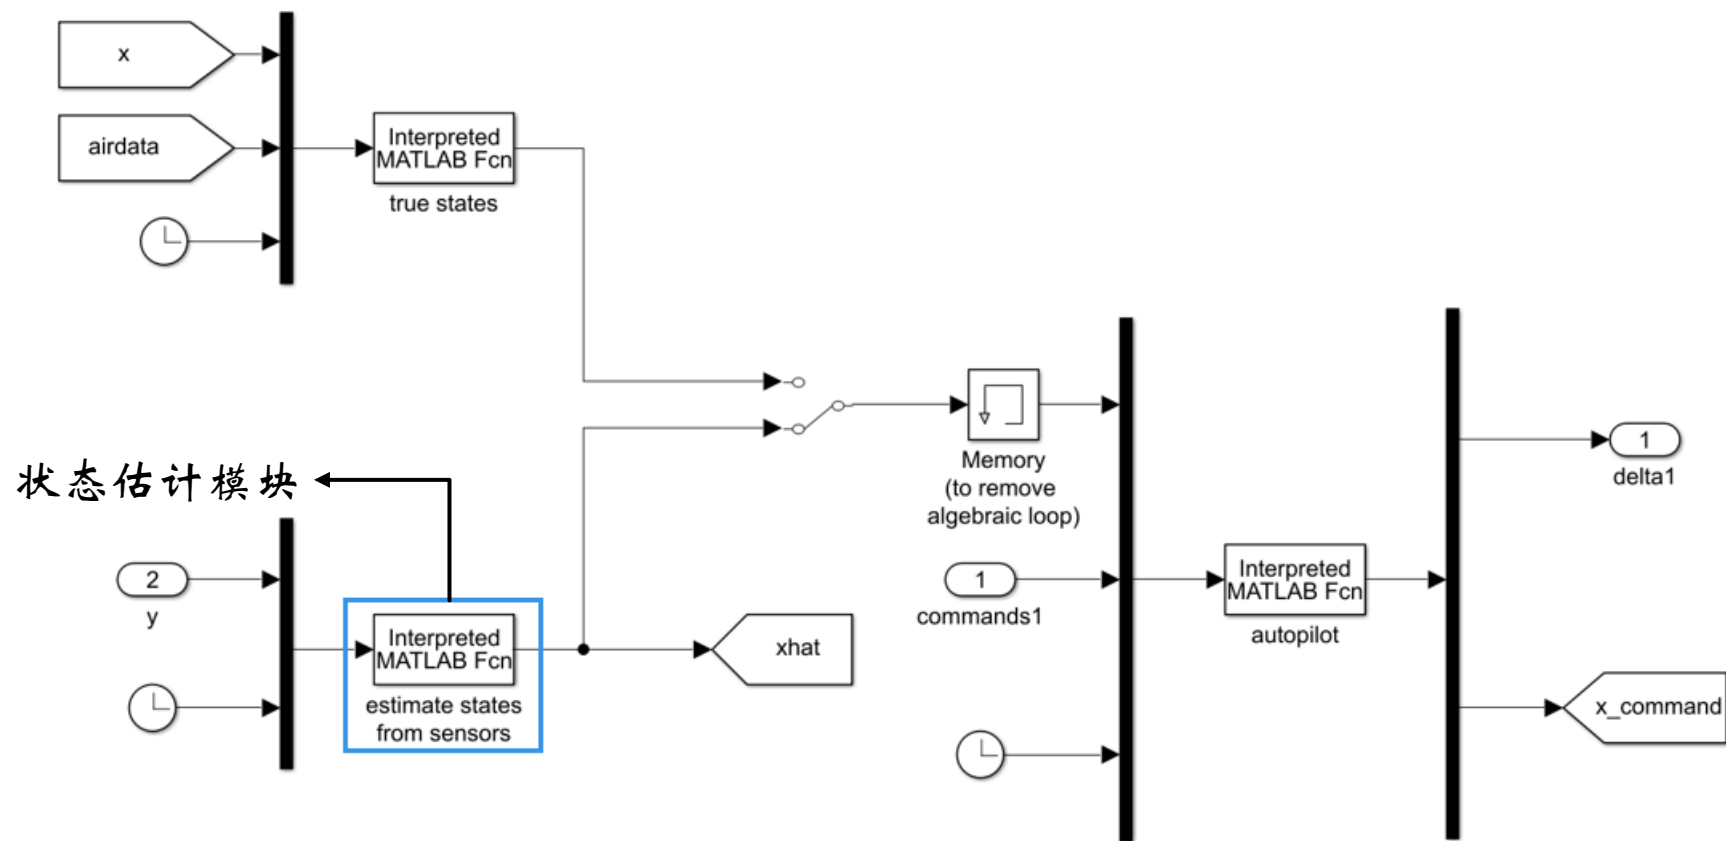 x
airdata
Interpreted
MATLAB Fcn
true states
状态估计模块
2
y
Interpreted
MATLAB Fcn
estimate states
from sensors
xhat
Memory
(to remove
algebraic loop)
1
commands1
Interpreted
MATLAB Fcn
autopilot
1
delta1
x_command